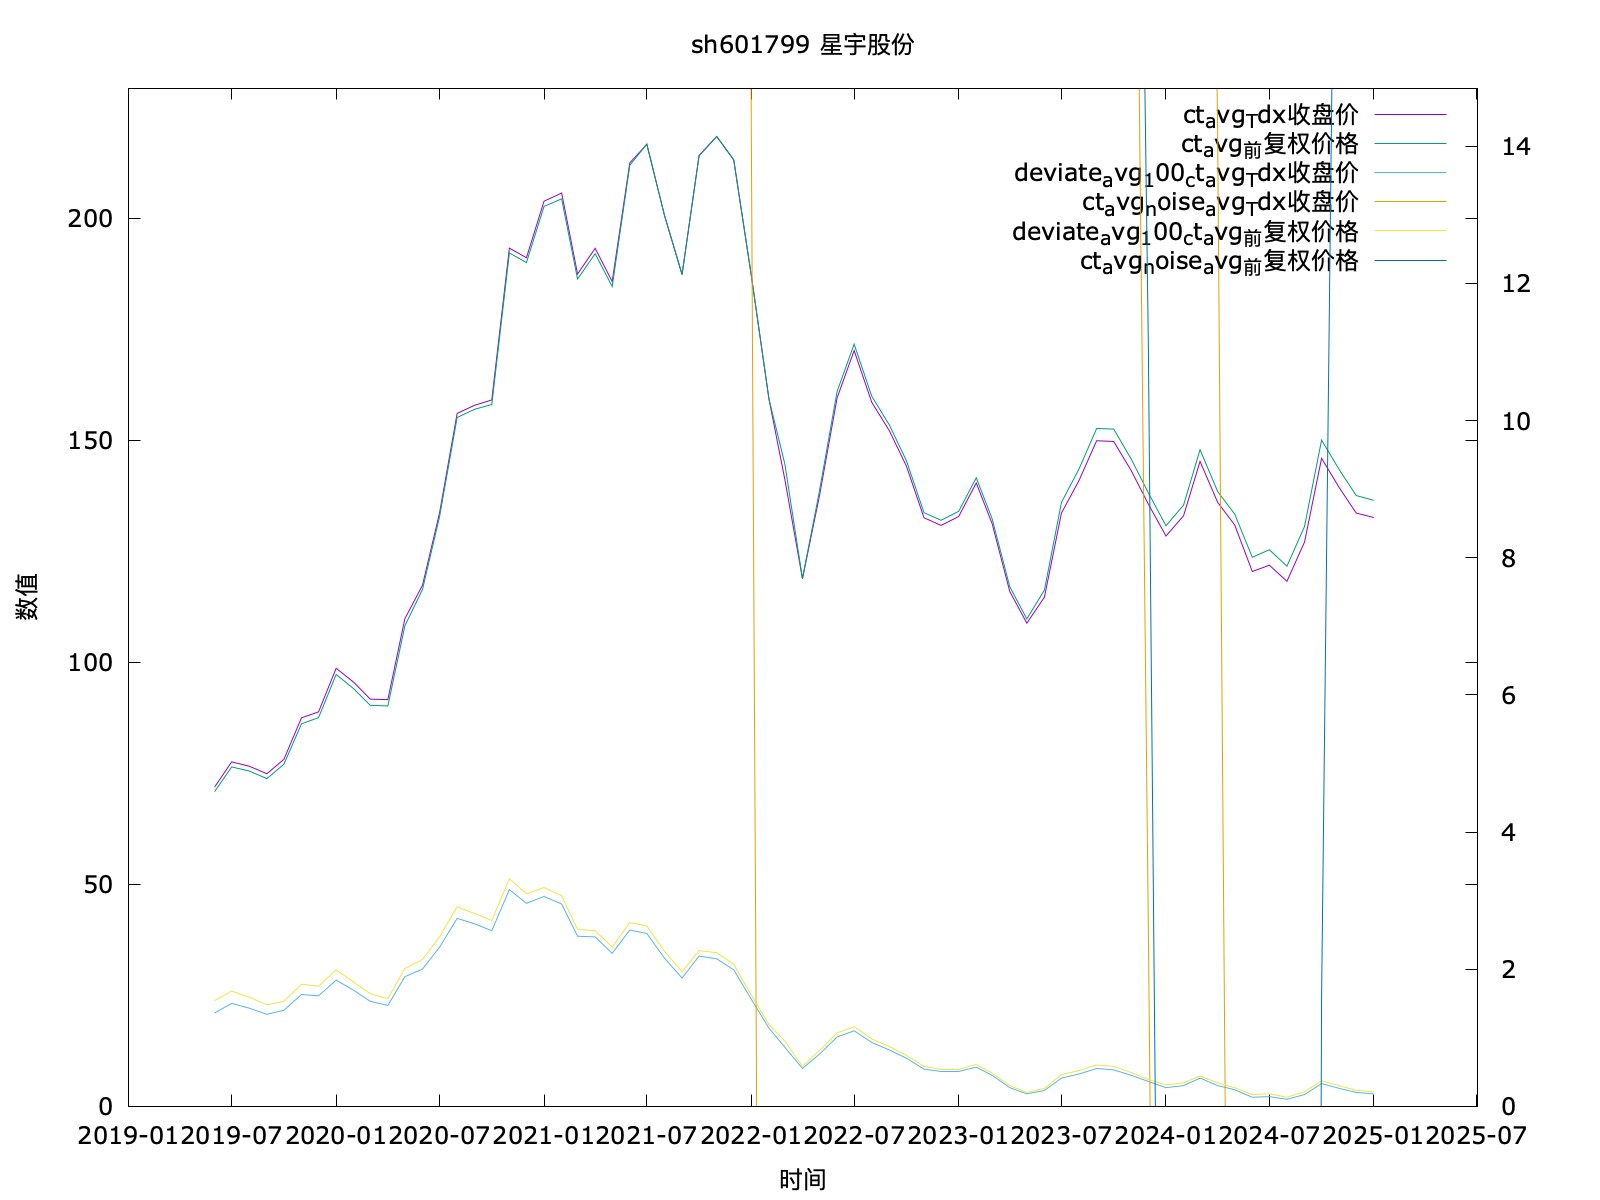 sh601799 星宇股份
ct_avg_Tdx收盘价
ct_avg_前复权价格
deviate_avg_100_ct_avg_Tdx收盘价
ct_avg_noise_avg_Tdx收盘价
deviate_avg_100_ct_avg_前复权价格
ct_avg_noise_avg_前复权价格
200
150
100
50
0
14
12
10
8
6
4
2
0
数值
2019-01 2019-07 2020-01 2020-07 2021-01 2021-07 2022-01 2022-07 2023-01 2023-07 2024-01 2024-07 2025-01 2025-07
时间